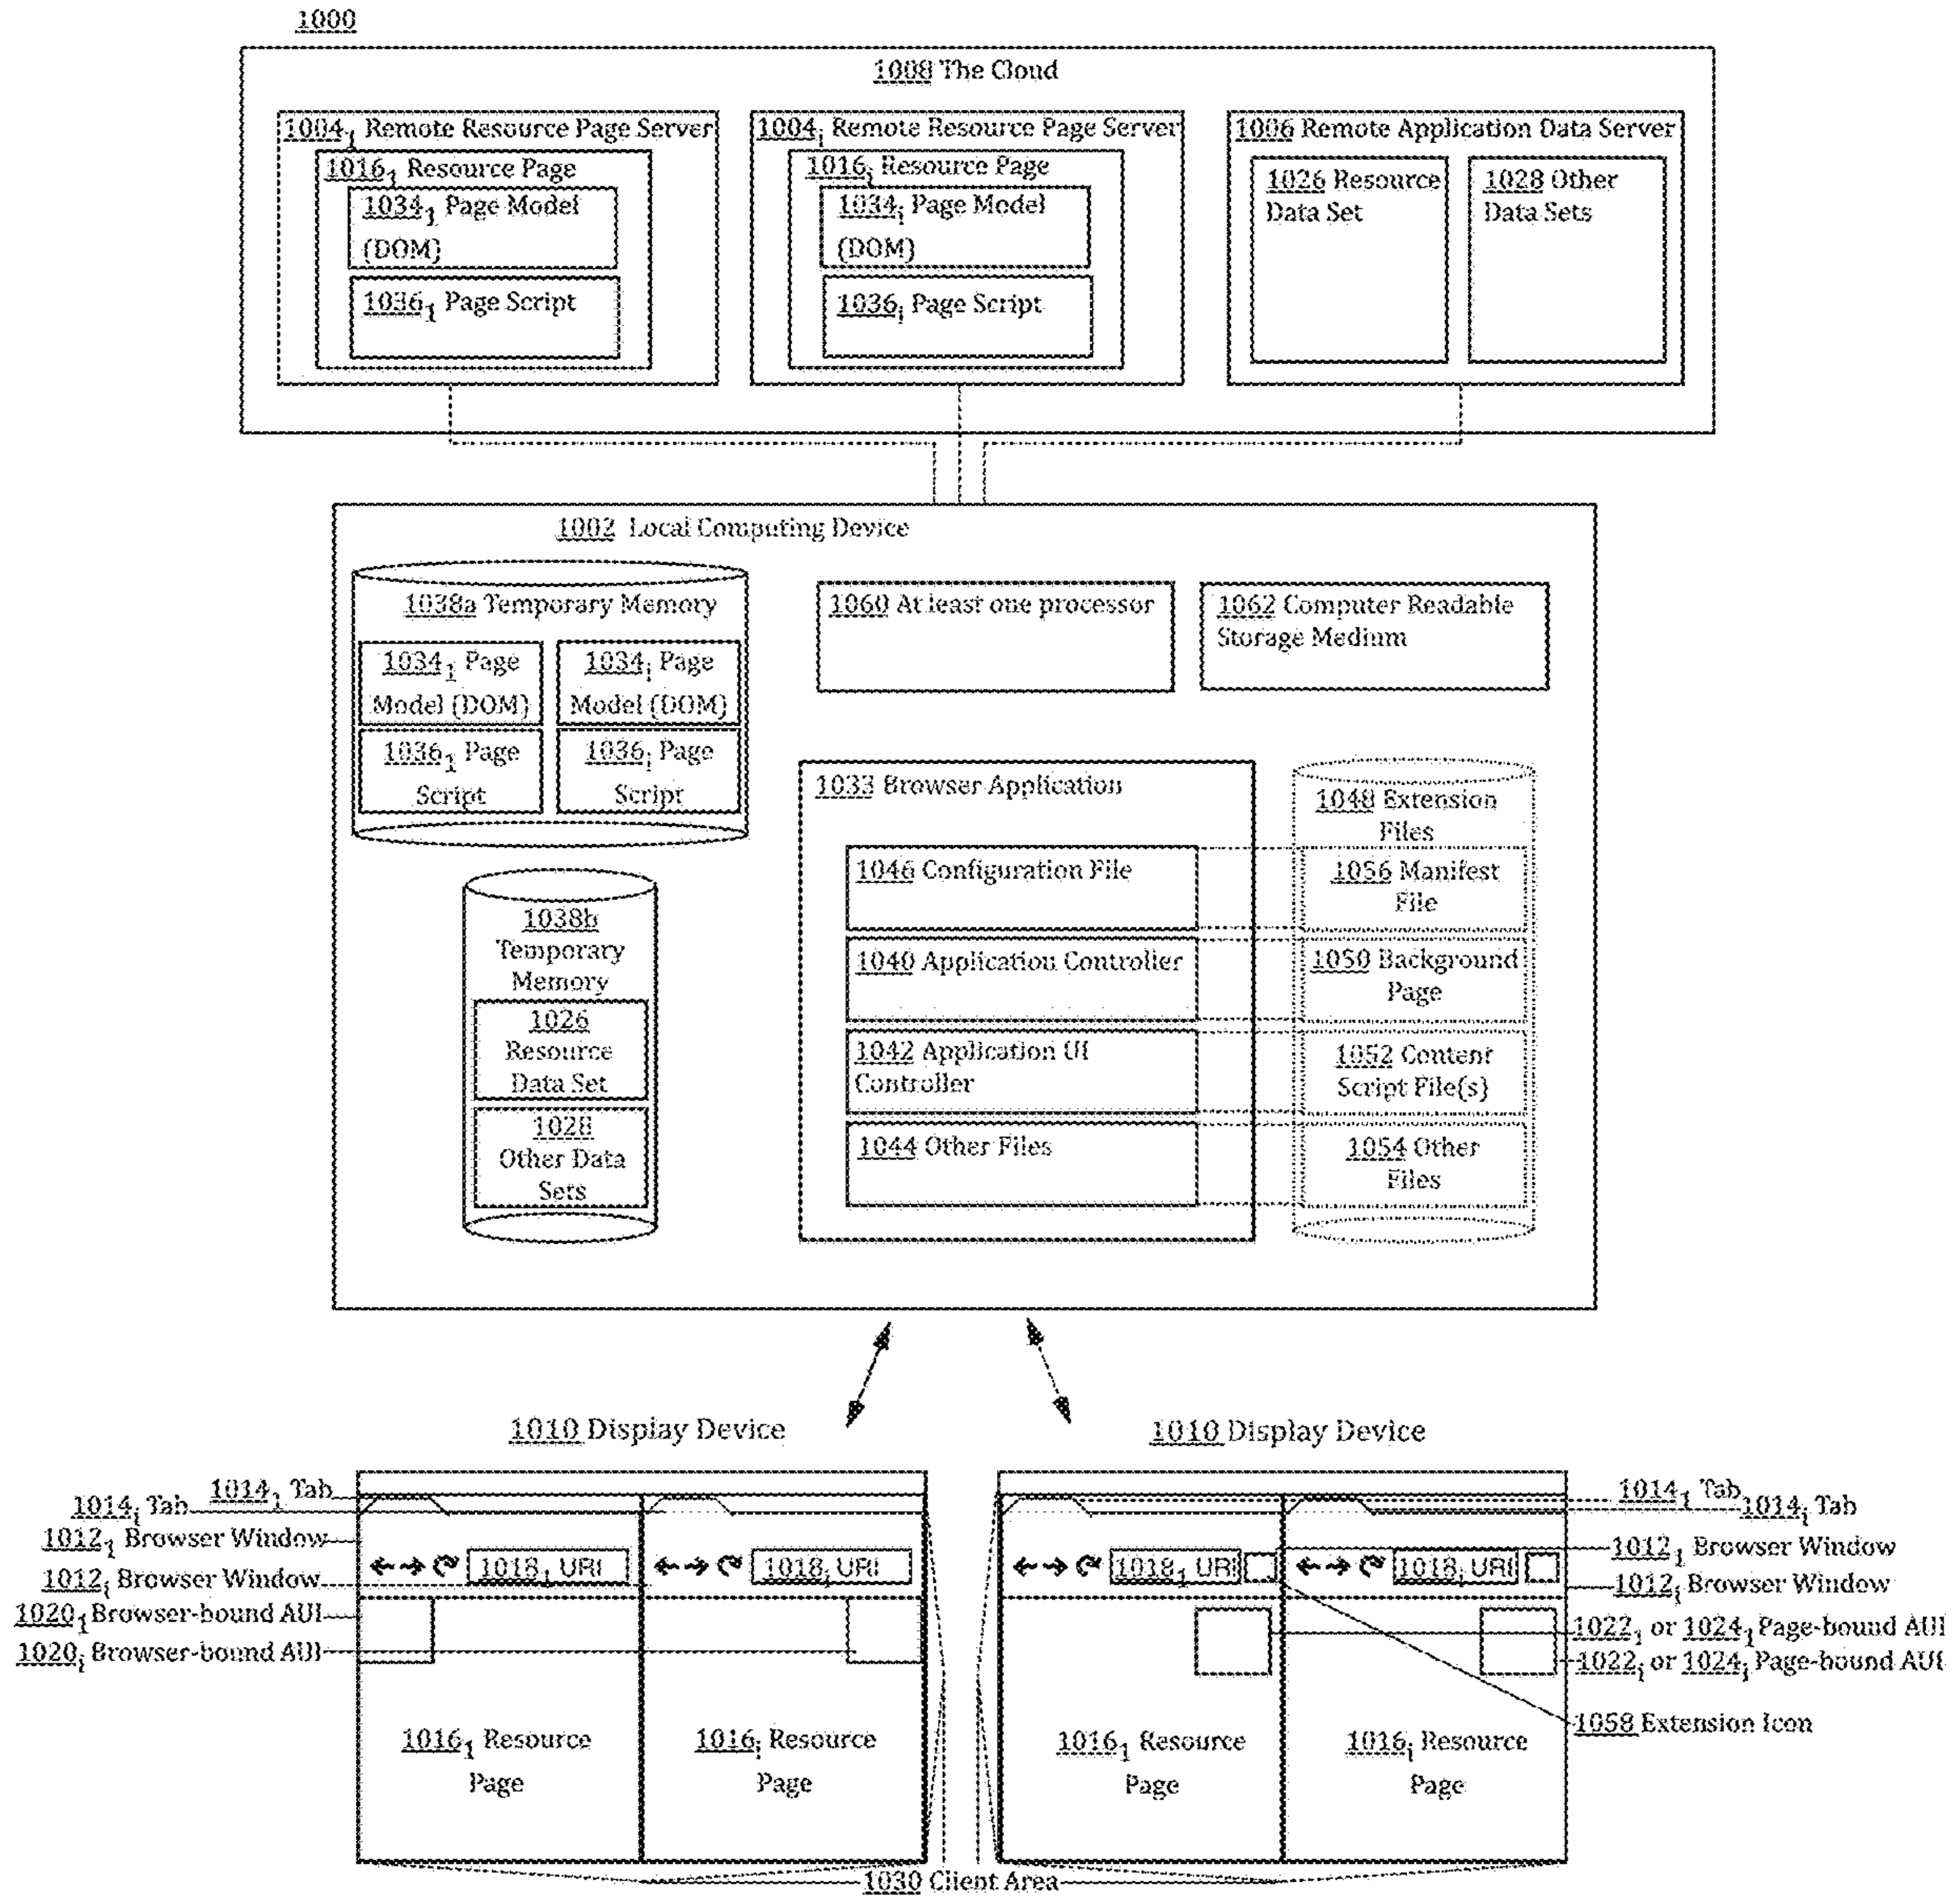 1000
1008 The Cloud
1004₁ Remote Resource Page Server
1016₁ Resource Page
1034₁ Page Model
(DOM)
1036₁ Page Script
1004ᵢ Remote Resource Page Server
1016ᵢ Resource Page
1034ᵢ Page Model
(DOM)
1036ᵢ Page Script
1006 Remote Application Data Server
1026 Resource
Data Set
1028 Other
Data Sets
1002 Local Computing Device
1038a Temporary Memory
1034₁ Page
Model (DOM)
1034ᵢ Page
Model (DOM)
1036₁ Page
Script
1036ᵢ Page
Script
1060 At least one processor
1062 Computer Readable
Storage Medium
1038b
Temporary
Memory
1026
Resource
Data Set
1028
Other Data
Sets
1033 Browser Application
1046 Configuration File
1040 Application Controller
1042 Application UI
Controller
1044 Other Files
1048 Extension
Files
1056 Manifest
File
1050 Background
Page
1052 Content
Script File(s)
1054 Other
Files
1010 Display Device
1014₁ Tab
1014ᵢ Tab
1012₁ Browser Window
1012ᵢ Browser Window
1020₁ Browser-bound AUI
1020ᵢ Browser-bound AUI
1018₁ URI
1018ᵢ URI
1016₁ Resource
Page
1016ᵢ Resource
Page
1010 Display Device
1018₁ URI
1018ᵢ URI
1016₁ Resource
Page
1016ᵢ Resource
Page
1014₁ Tab
1014ᵢ Tab
1012₁ Browser Window
1012ᵢ Browser Window
1022₁ or 1024₁ Page-bound AUI
1022ᵢ or 1024ᵢ Page-bound AUI
1058 Extension Icon
1030 Client Area